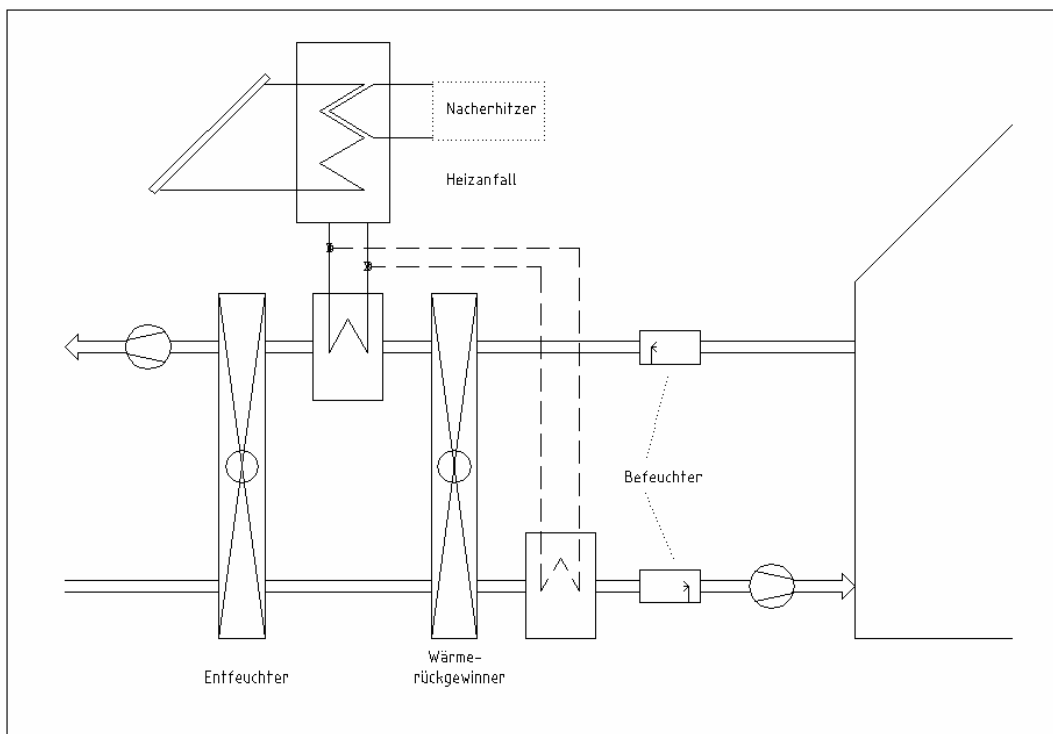 Nacherhitzer
Heizanfall
Befeuchter
Wärme-
rückgewinner
Entfeuchter